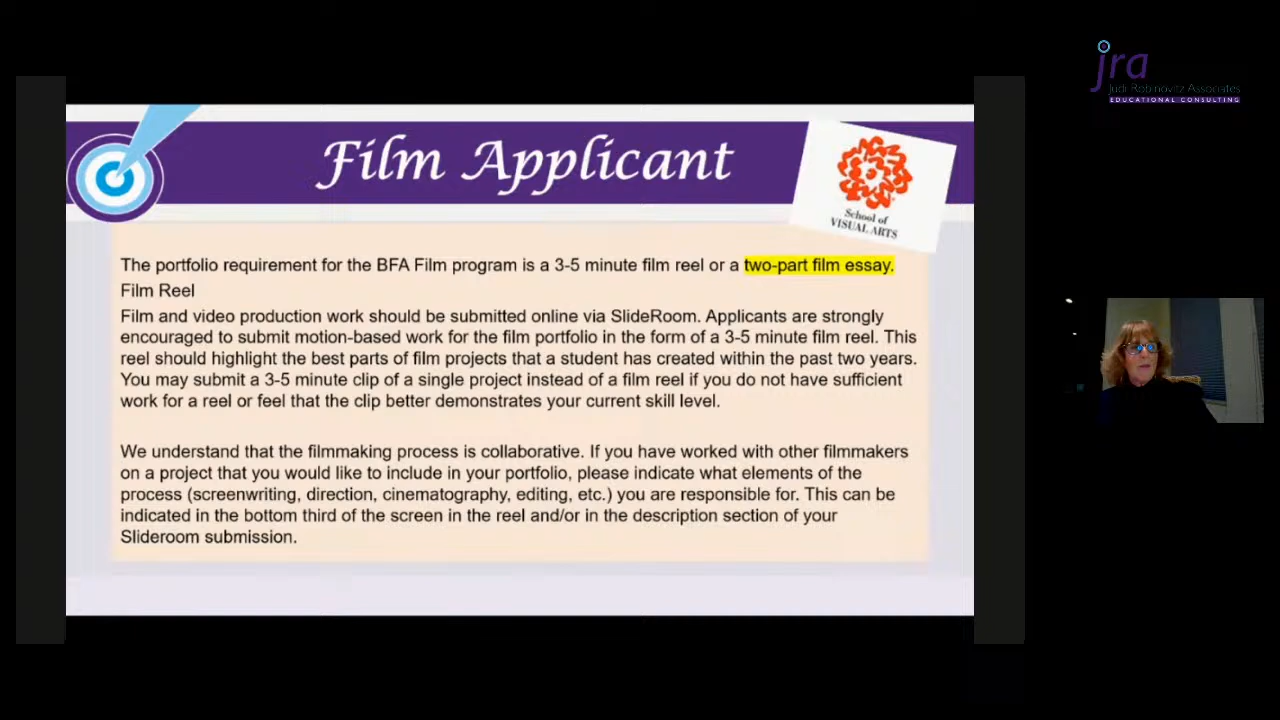 jra
Judi Robinovitz Associates
EDUCATIONAL CONSULTING
Film Applicant
School of
VISUAL ARTS
The portfolio requirement for the BFA Film program is a 3-5 minute film reel or a two-part film essay.
Film Reel
Film and video production work should be submitted online via SlideRoom. Applicants are strongly
encouraged to submit motion-based work for the film portfolio in the form of a 3-5 minute film reel. This
reel should highlight the best parts of film projects that a student has created within the past two years.
You may submit a 3-5 minute clip of a single project instead of a film reel if you do not have sufficient
work for a reel or feel that the clip better demonstrates your current skill level.
We understand that the filmmaking process is collaborative. If you have worked with other filmmakers
on a project that you would like to include in your portfolio, please indicate what elements of the
process (screenwriting, direction, cinematography, editing, etc.) you are responsible for. This can be
indicated in the bottom third of the screen in the reel and/or in the description section of your
Slideroom submission.